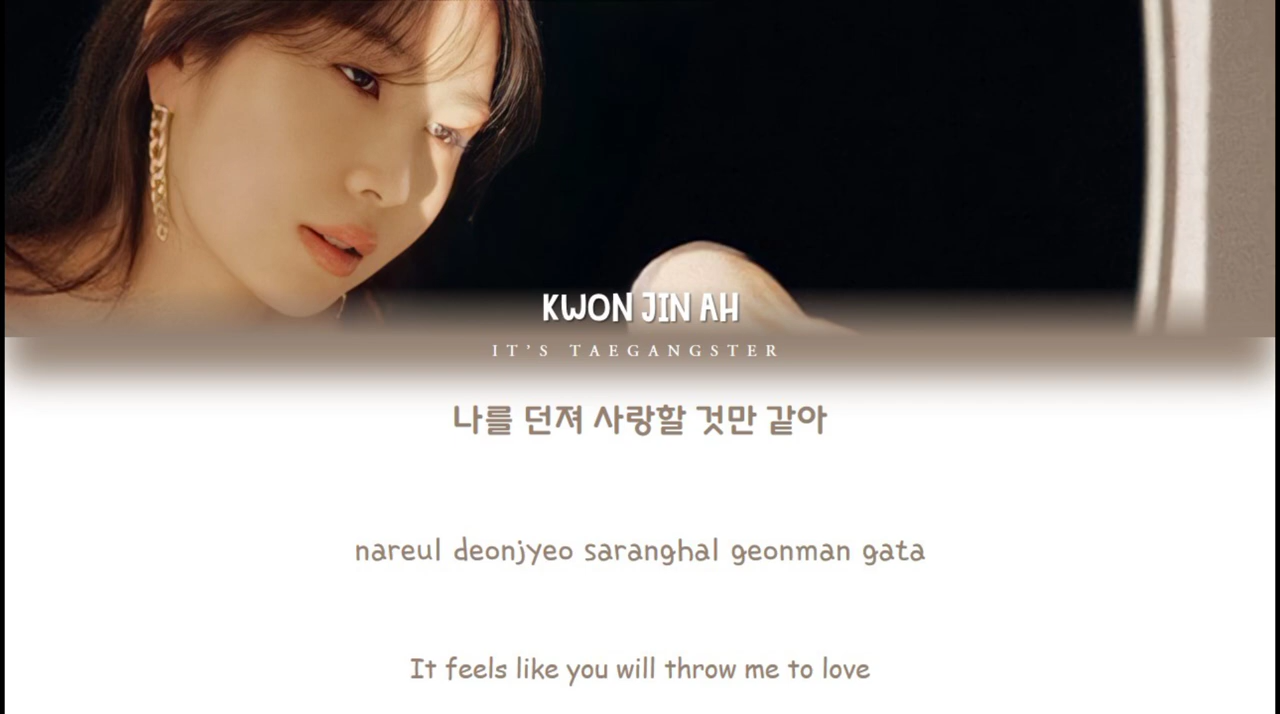 KWON JIN AH
IT'S TAEGANGSTER
나를 던져 사랑할 것만 같아
nareul deonjyeo saranghal geonman gata
It feels like you will throw me to love